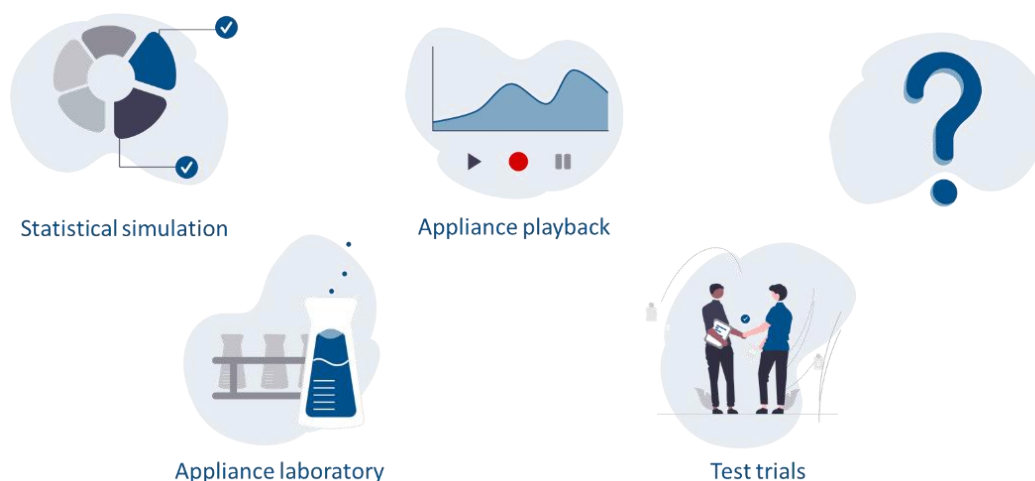 Statistical simulation
Appliance playback
?
Appliance laboratory
Test trials